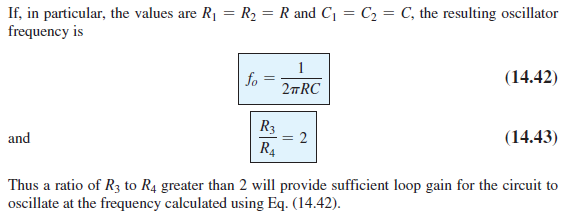 If, in particular, the values are R₁ = R₂ = R and C₁ = C₂ = C, the resulting oscillator
frequency is
fₒ = 1 / 2πRC (14.42)
and R₃ / R₄ = 2 (14.43)
Thus a ratio of R₃ to R₄ greater than 2 will provide sufficient loop gain for the circuit to
oscillate at the frequency calculated using Eq. (14.42).